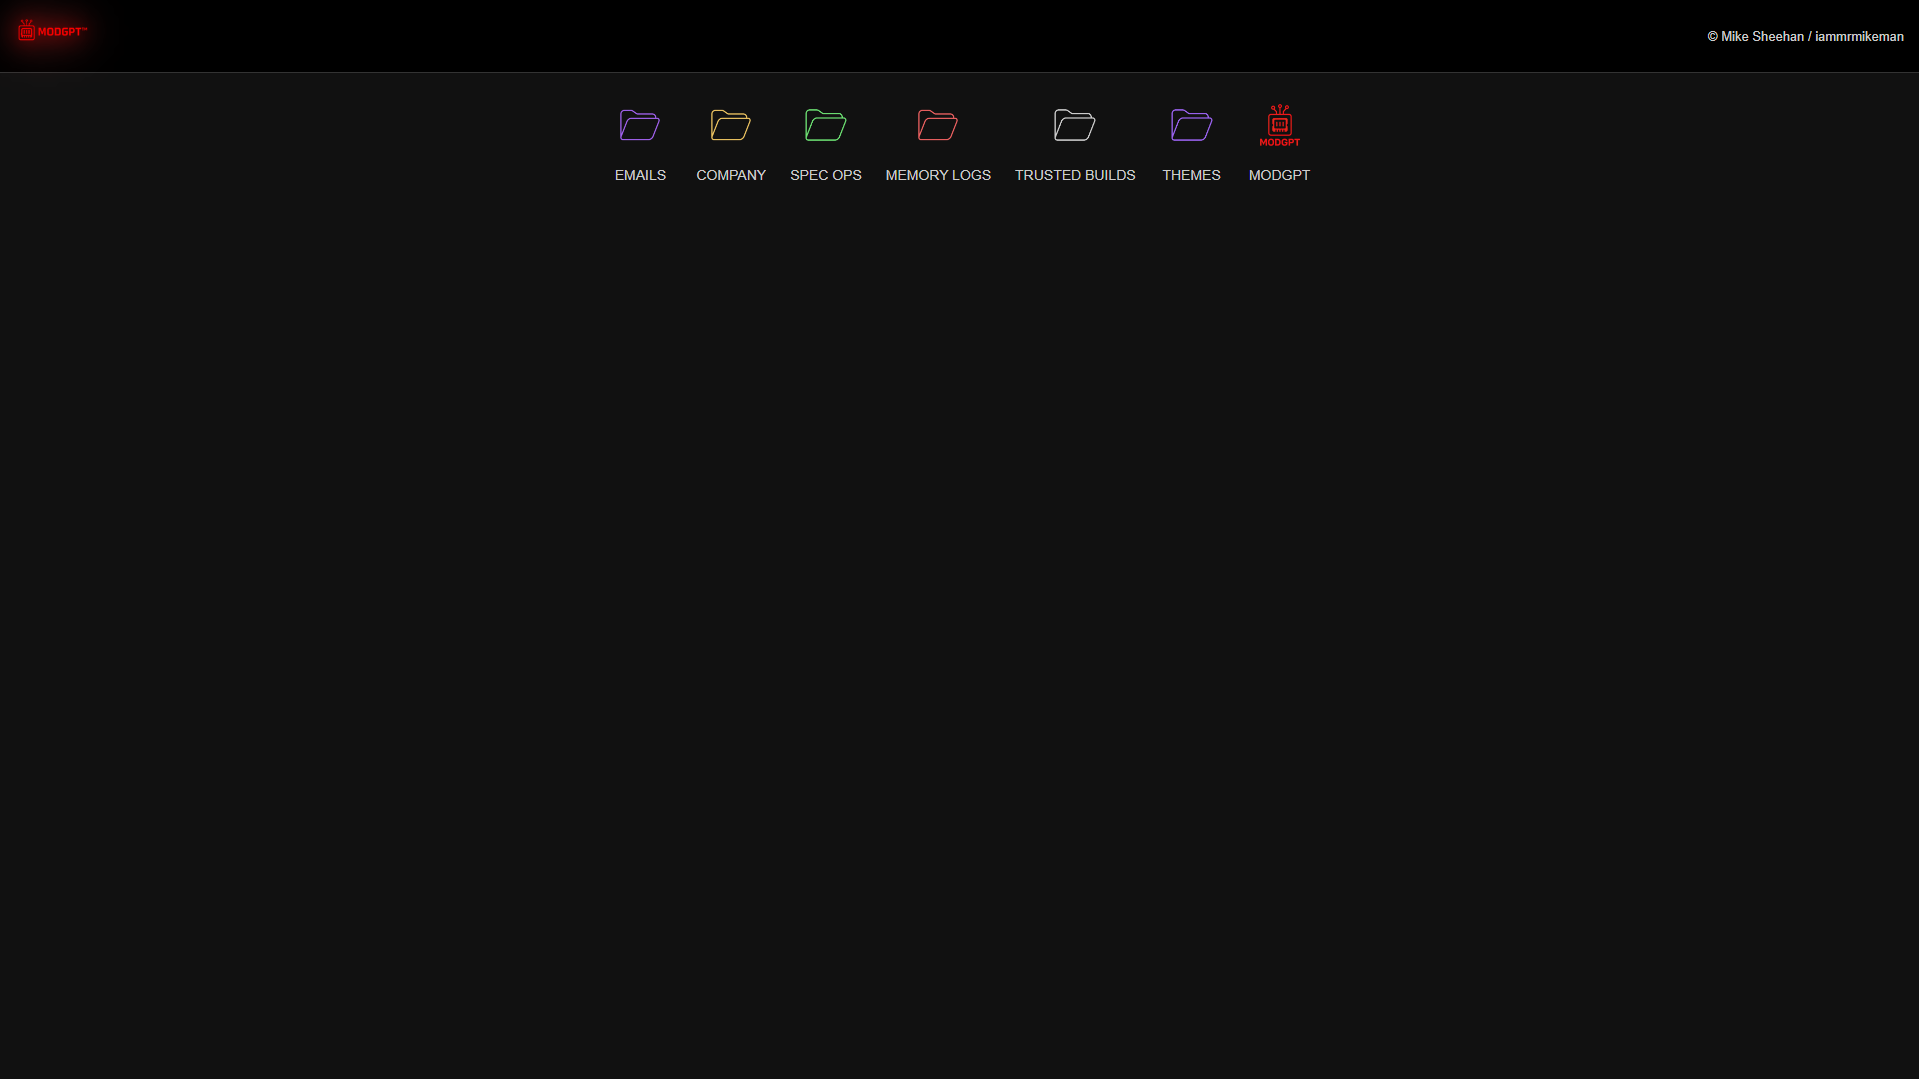 MODGPT™
© Mike Sheehan / iammrmikeman
MODGPT
EMAILS
COMPANY
SPEC OPS
MEMORY LOGS
TRUSTED BUILDS
THEMES
MODGPT